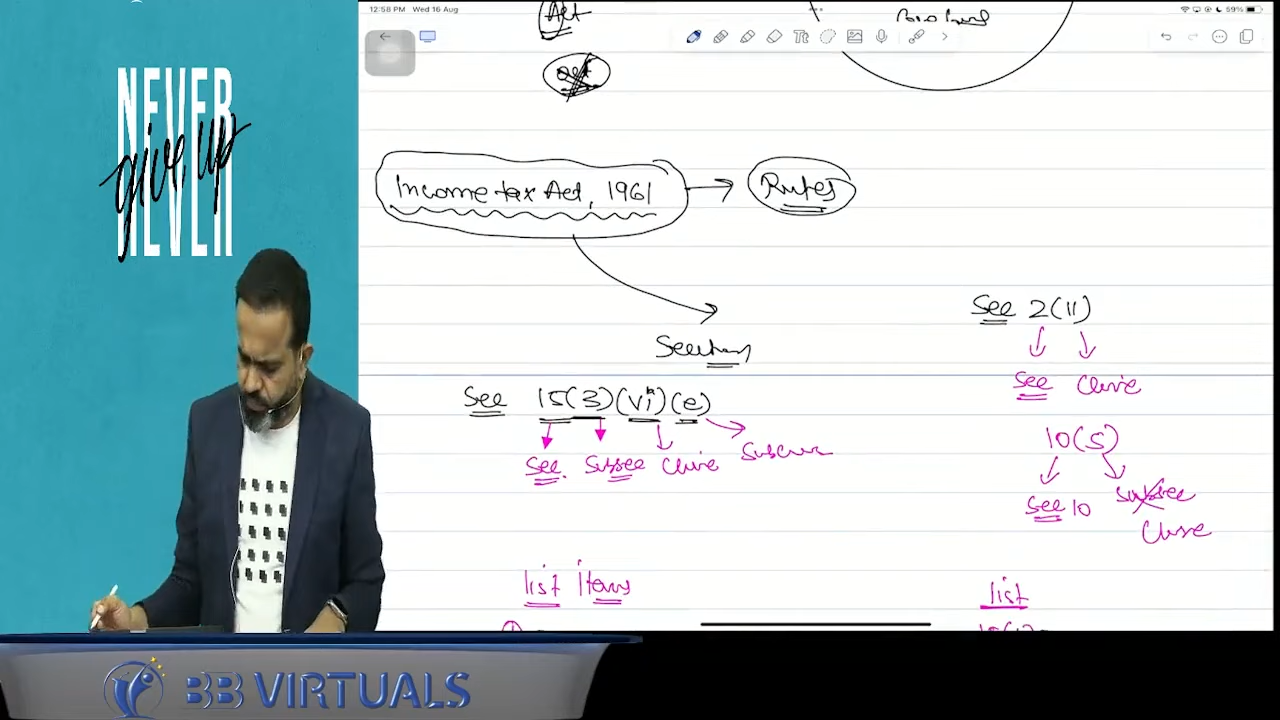 NEVER
give up
NEVER
12:58 PM Wed 16 Aug
59%
Act
Income tax Act, 1961
Rules
Section
Sec 2(11)
Sec Clause
Sec 15(3)(vi)(e)
Sec. Subsec Clause
10(5)
Sec 10 Subsec
Clause
list Items
list
BB VIRTUALS